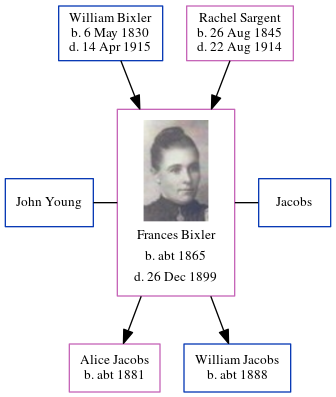 William Bixler
b. 6 May 1830
d. 14 Apr 1915
Rachel Sargent
b. 26 Aug 1845
d. 22 Aug 1914
John Young
Frances Bixler
b. abt 1865
d. 26 Dec 1899
Jacobs
Alice Jacobs
b. abt 1881
William Jacobs
b. abt 1888